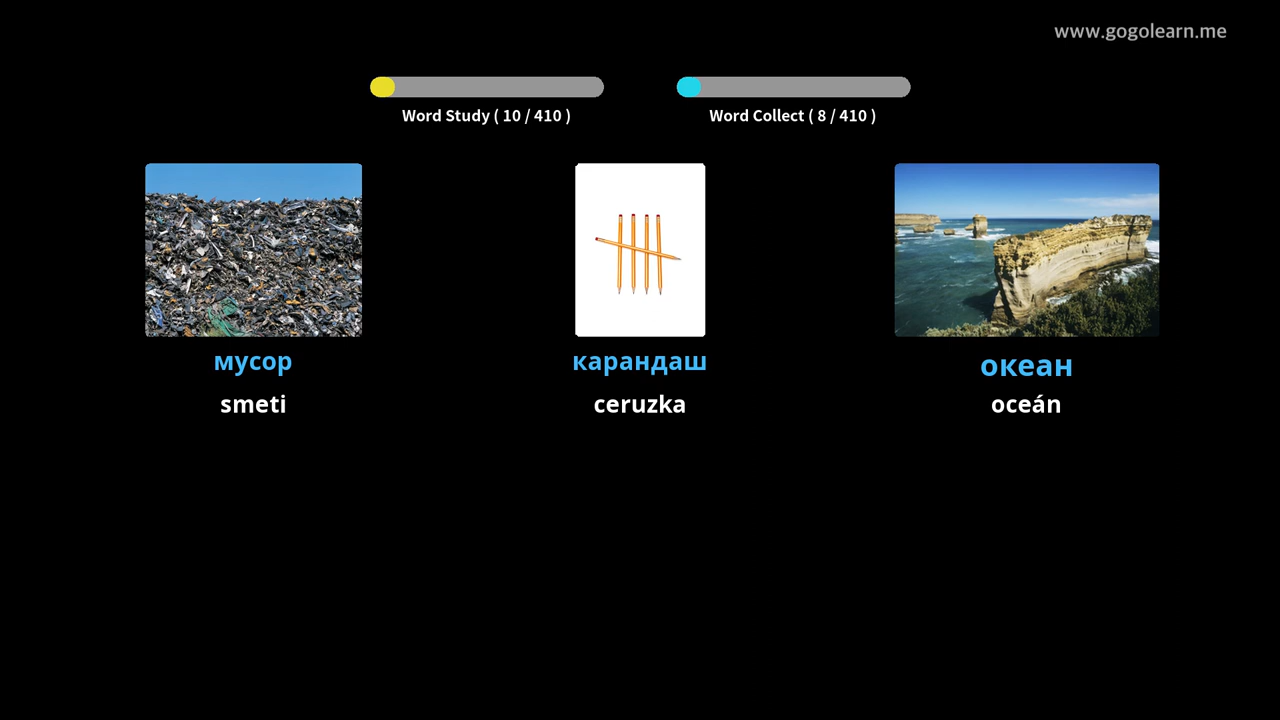 www.gogolearn.me
Word Study ( 10 / 410 )
Word Collect ( 8 / 410 )
мусор
smeti
карандаш
ceruzka
океан
oceán